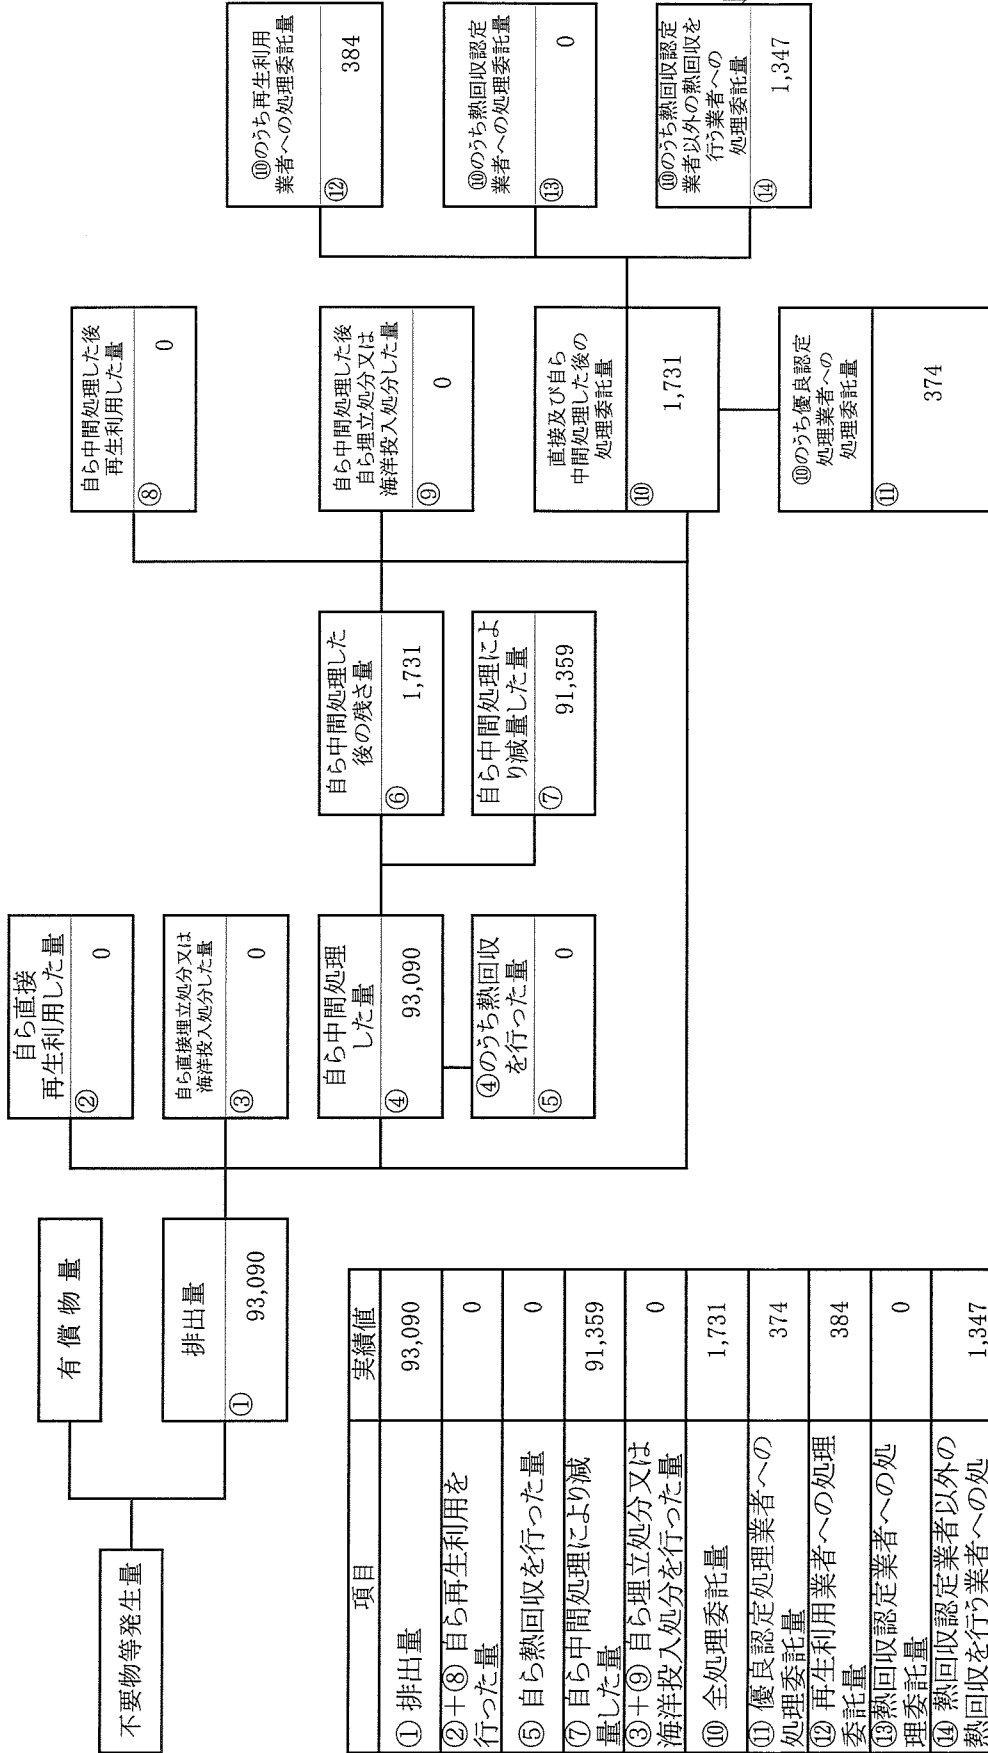 不要物等発生量
有償物量
排出量
①
93,090
自ら直接
再生利用した量
②
0
自ら直接埋立処分又は
海洋投入処分した量
③
0
自ら中間処理
した量
④
93,090
④のうち熱回収
を行った量
⑤
0
自ら中間処理した
後の残さ量
⑥
1,731
自ら中間処理によ
り減量した量
⑦
91,359
自ら中間処理した後
再生利用した量
⑧
0
自ら中間処理した後
自ら埋立処分又は
海洋投入処分した量
⑨
0
直接及び自ら
中間処理した後の
処理委託量
⑩
1,731
⑩のうち優良認定
処理業者への
処理委託量
⑪
374
⑩のうち再生利用
業者への処理委託量
⑫
384
⑩のうち熱回収認定
業者への処理委託量
⑬
0
⑩のうち熱回収認定
業者以外の熱回収を
行う業者への
処理委託量
⑭
1,347
項目 実績値
①排出量 93,090
②+⑧ 自ら再生利用を
行った量 0
⑤ 自ら熱回収を行った量 0
⑦ 自ら中間処理により減
量した量 91,359
③+⑨ 自ら埋立処分又は
海洋投入処分を行った量 0
⑩ 全処理委託量 1,731
⑪ 優良認定処理業者への
処理委託量 374
⑫ 再生利用業者への処理
委託量 384
⑬熱回収認定業者への処
理委託量 0
⑭ 熱回収認定業者以外の
熱回収を行う業者への処 1,347